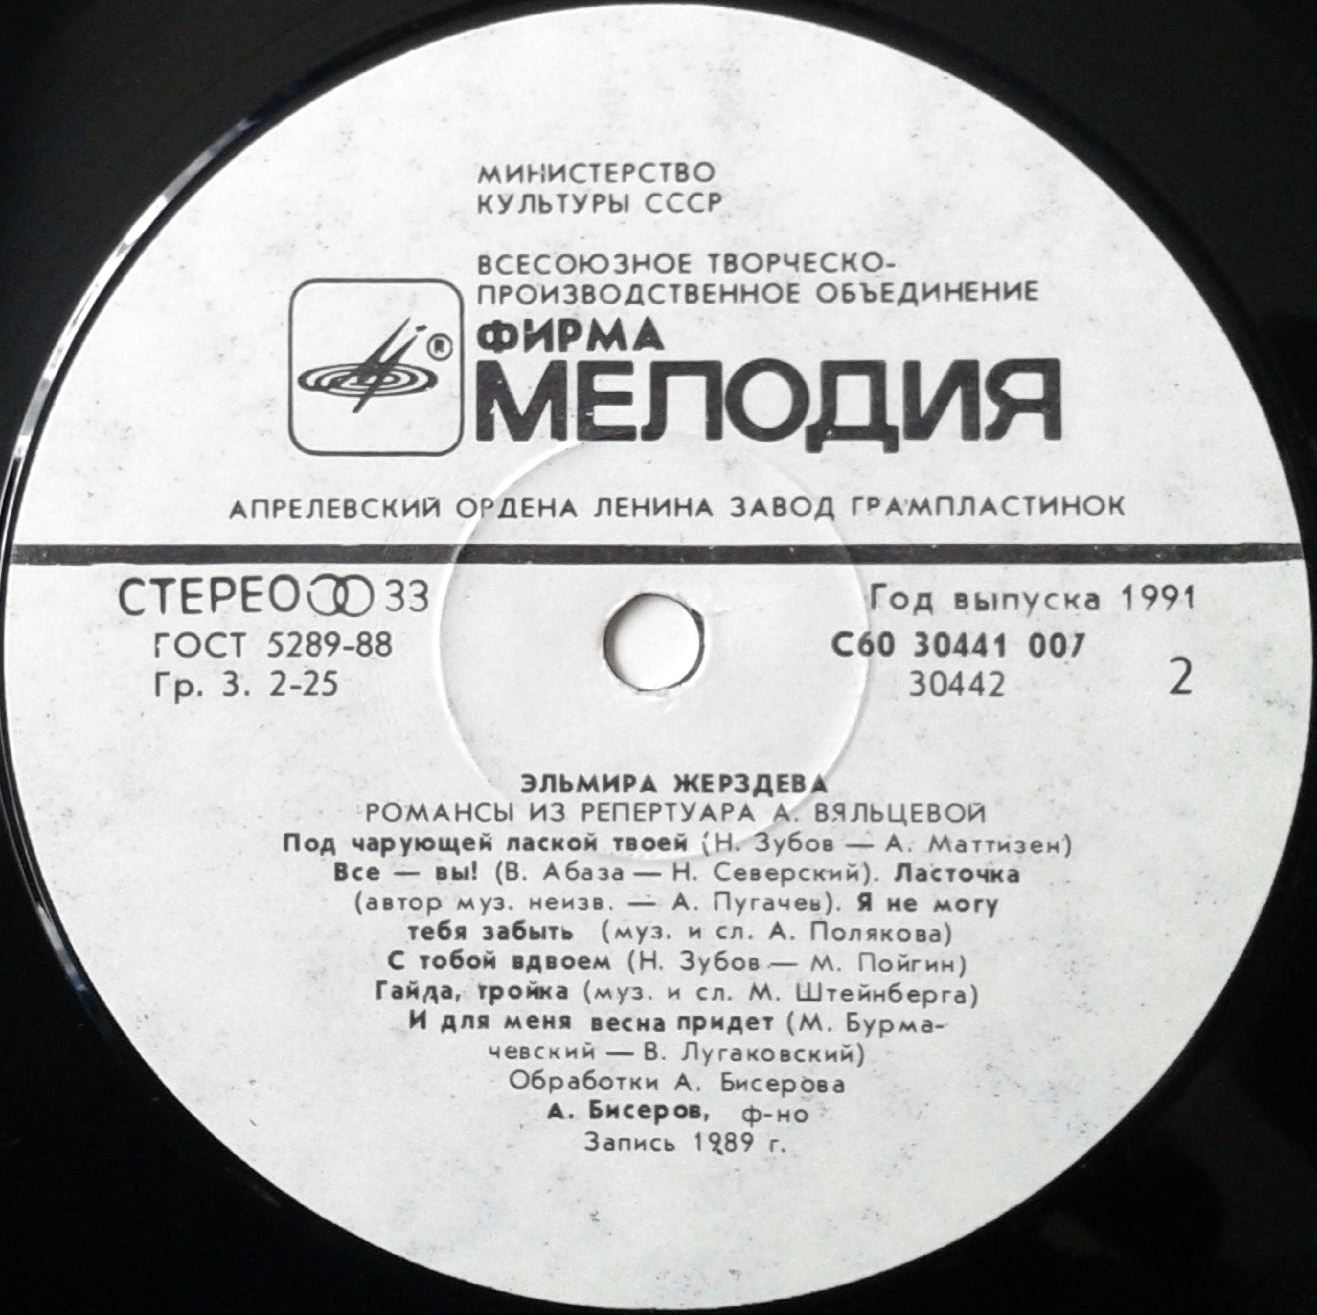 МИНИСТЕРСТВО
КУЛЬТУРЫ СССР
ВСЕСОЮЗНОЕ ТВОРЧЕСКО-
ПРОИЗВОДСТВЕННОЕ ОБЪЕДИНЕНИЕ
ФИРМА
®
МЕЛОДИЯ
АПРЕЛЕВСКИЙ ОРДЕНА ЛЕНИНА ЗАВОД ГРАМПЛАСТИНОК
СТЕРЕО 33
Год выпуска 1991
ГОСТ 5289-88
С60 30441 007
Гр. 3. 2-25
30442
2
ЭЛЬМИРА ЖЕРЗДЕВА
РОМАНСЫ ИЗ РЕПЕРТУАРА А. ВЯЛЬЦЕВОЙ
Под чарующей лаской твоей (Н. Зубов — А. Маттизен)
Все — вы! (В. Абаза — Н. Северский). Ласточка
(автор муз. неизв. — А. Пугачев). Я не могу
тебя забыть (муз. и сл. А. Полякова)
С тобой вдвоем (Н. Зубов — М. Пойгин)
Гайда, тройка (муз. и сл. М. Штейнберга)
И для меня весна придет (М. Бурма-
чевский — В. Лугаковский)
Обработки А. Бисерова
А. Бисеров, ф-но
Запись 1989 г.